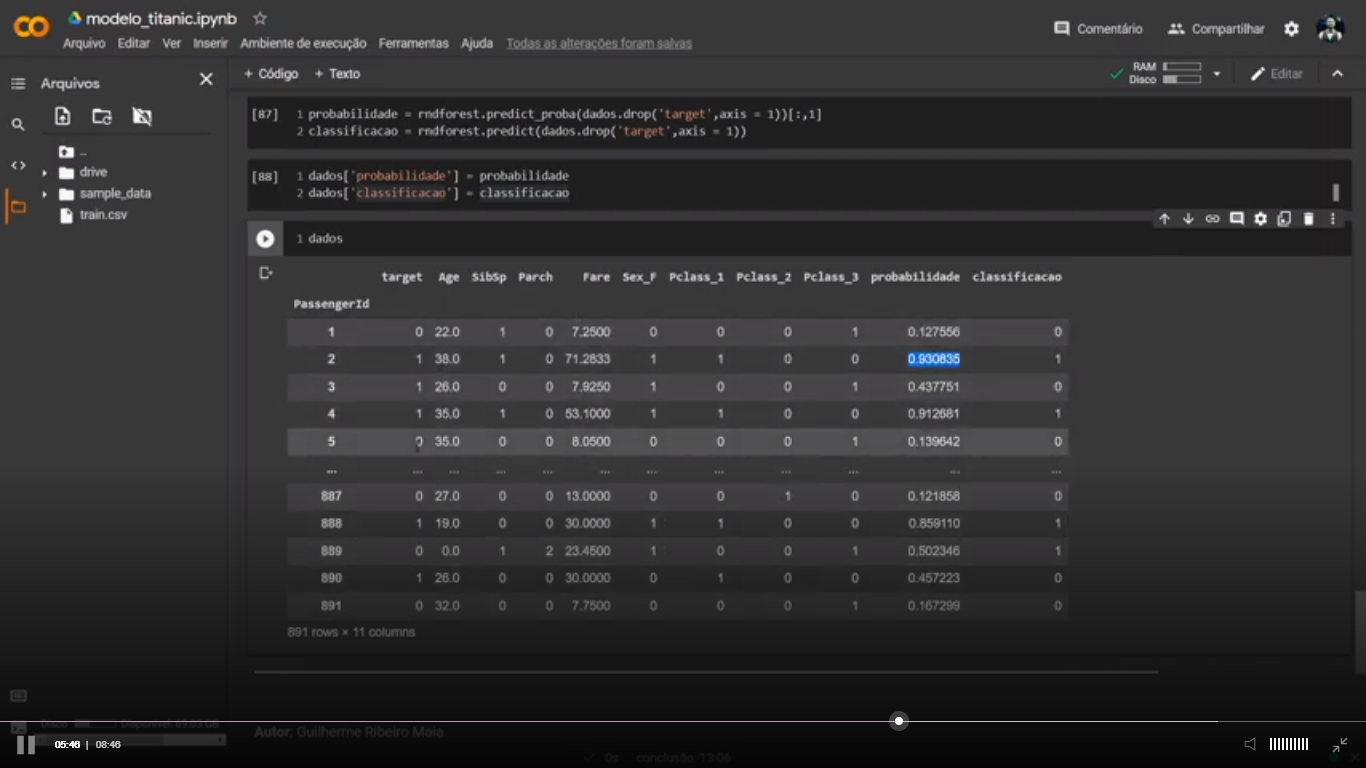 modelo_titanic.ipynb
Arquivo Editar Ver Inserir Ambiente de execução Ferramentas Ajuda Todas as alterações foram salvas
Comentário Compartilhar
Arquivos
+ Código + Texto
RAM
Disco
Editar
..
drive
sample_data
train.csv
[87] 1 probabilidade = rndforest.predict_proba(dados.drop('target',axis = 1))[:,1]
2 classificacao = rndforest.predict(dados.drop('target',axis = 1))
[88] 1 dados['probabilidade'] = probabilidade
2 dados['classificacao'] = classificacao
1 dados
target Age SibSp Parch Fare Sex_F Pclass_1 Pclass_2 Pclass_3 probabilidade classificacao
PassengerId
1 0 22.0 1 0 7.2500 0 0 0 1 0.127556 0
2 1 38.0 1 0 71.2833 1 1 0 0 0.930835 1
3 1 26.0 0 0 7.9250 1 0 0 1 0.437751 0
4 1 35.0 1 0 53.1000 1 1 0 0 0.912681 1
5 0 35.0 0 0 8.0500 0 0 0 1 0.139642 0
... ... ... ... ... ... ... ... ... ... ... ...
887 0 27.0 0 0 13.0000 0 0 1 0 0.121858 0
888 1 19.0 0 0 30.0000 1 1 0 0 0.859110 1
889 0 0.0 1 2 23.4500 1 0 0 1 0.502346 1
890 1 26.0 0 0 30.0000 0 1 0 0 0.457223 0
891 0 32.0 0 0 7.7500 0 0 0 1 0.167299 0
891 rows × 11 columns
Disco Disponível: 69.03 GB
Autor: Guilherme Ribeiro Maia
0s conclusão: 13:06
05:46 | 08:46